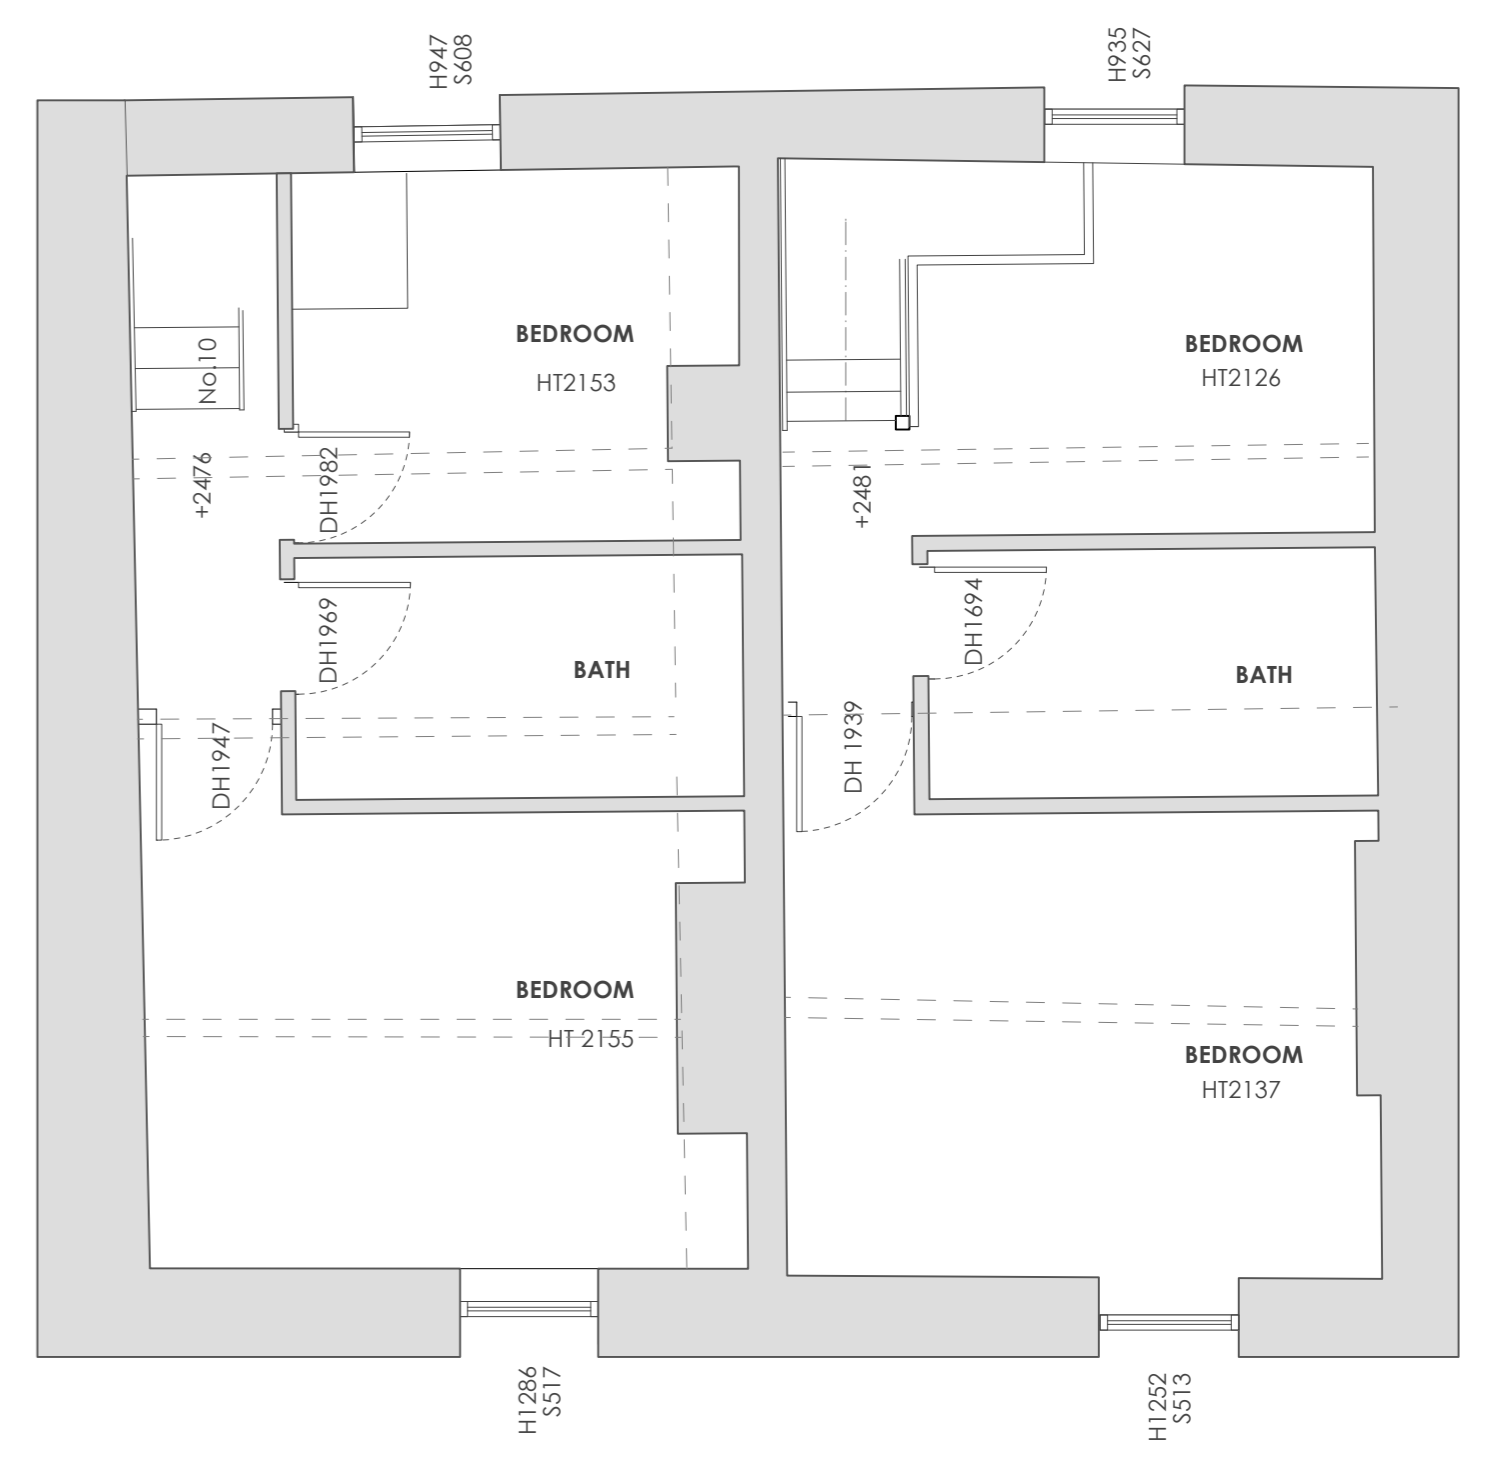 H947
S608
H935
S627
BEDROOM
HT2153
BEDROOM
HT2126
No.10
+2476
DH1982
+2481
DH1969
BATH
DH1694
BATH
DH1947
DH 1939
BEDROOM
HT 2155
BEDROOM
HT2137
H1286
S517
H1252
S513